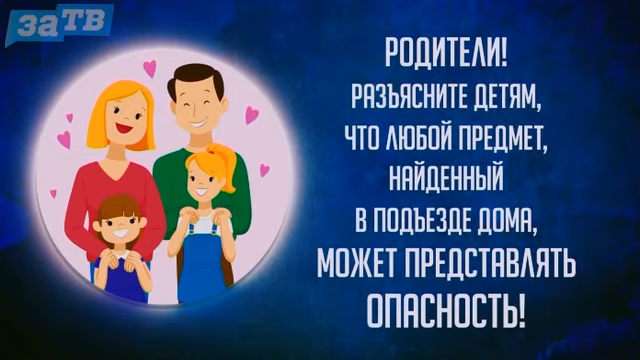 заТВ
РОДИТЕЛИ!
РАЗЪЯСНИТЕ ДЕТЯМ,
ЧТО ЛЮБОЙ ПРЕДМЕТ,
НАЙДЕННЫЙ
В ПОДЪЕЗДЕ ДОМА,
МОЖЕТ ПРЕДСТАВЛЯТЬ
ОПАСНОСТЬ!